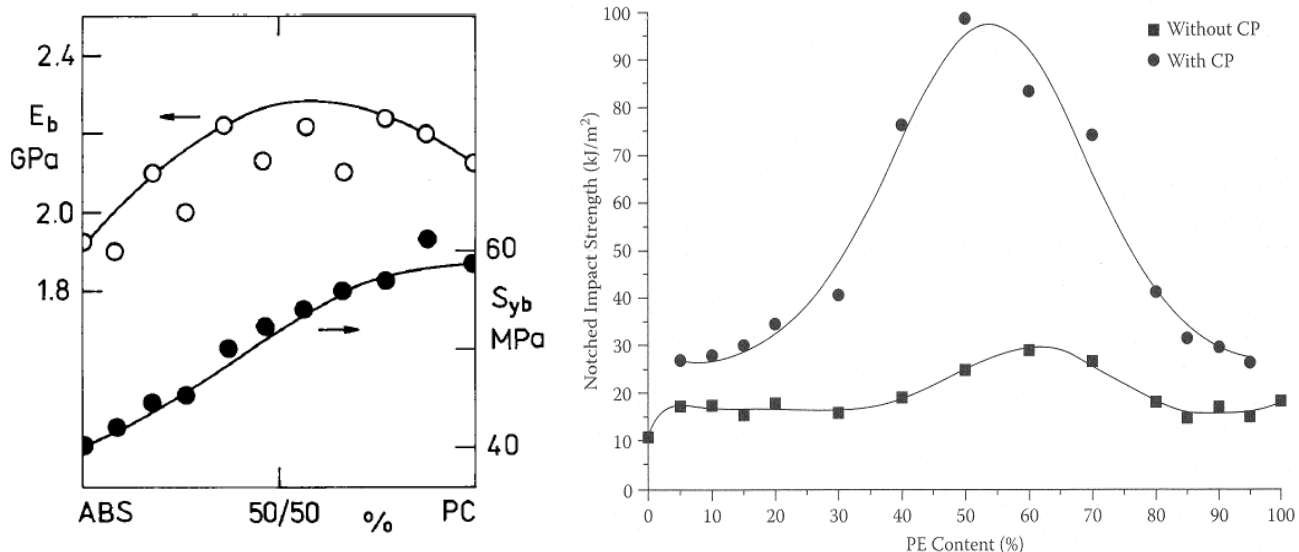 2.4
E_b
GPa
2.0
1.8
60
S_yb
MPa
40
ABS
50/50
%
PC
Notched Impact Strength (kJ/m²)
100
90
80
70
60
50
40
30
20
10
0
Without CP
With CP
0 10 20 30 40 50 60 70 80 90 100
PE Content (%)